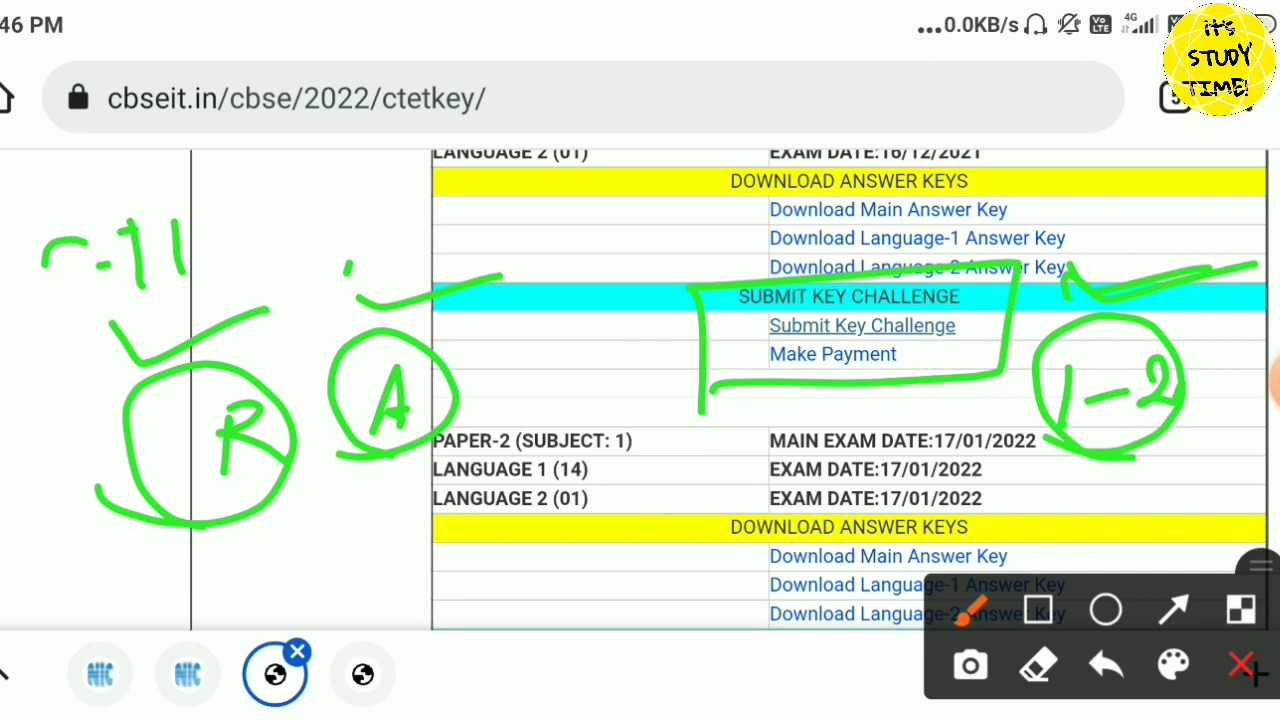 46 PM
...0.0KB/s
Vo LTE
4G
it's
STUDY
TIME!
cbseit.in/cbse/2022/ctetkey/
LANGUAGE 2 (01) EXAM DATE:16/12/2021
DOWNLOAD ANSWER KEYS
Download Main Answer Key
Download Language-1 Answer Key
Download Language-2 Answer Key
SUBMIT KEY CHALLENGE
Submit Key Challenge
Make Payment
R
A
1-2
PAPER-2 (SUBJECT: 1) MAIN EXAM DATE:17/01/2022
LANGUAGE 1 (14) EXAM DATE:17/01/2022
LANGUAGE 2 (01) EXAM DATE:17/01/2022
DOWNLOAD ANSWER KEYS
Download Main Answer Key
Download Language-1 Answer Key
Download Language-2 Answer Key
NIC
NIC